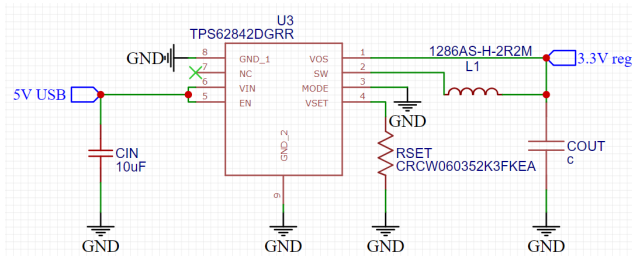 U3
TPS62842DGRR
GND
8
GND_1
VOS
1
1286AS-H-2R2M
3.3V reg
7
NC
SW
2
L1
5V USB
6
VIN
MODE
3
5
EN
VSET
4
GND
GND_2
CIN
10uF
RSET
CRCW060352K3FKEA
COUT
c
9
GND
GND
GND
GND